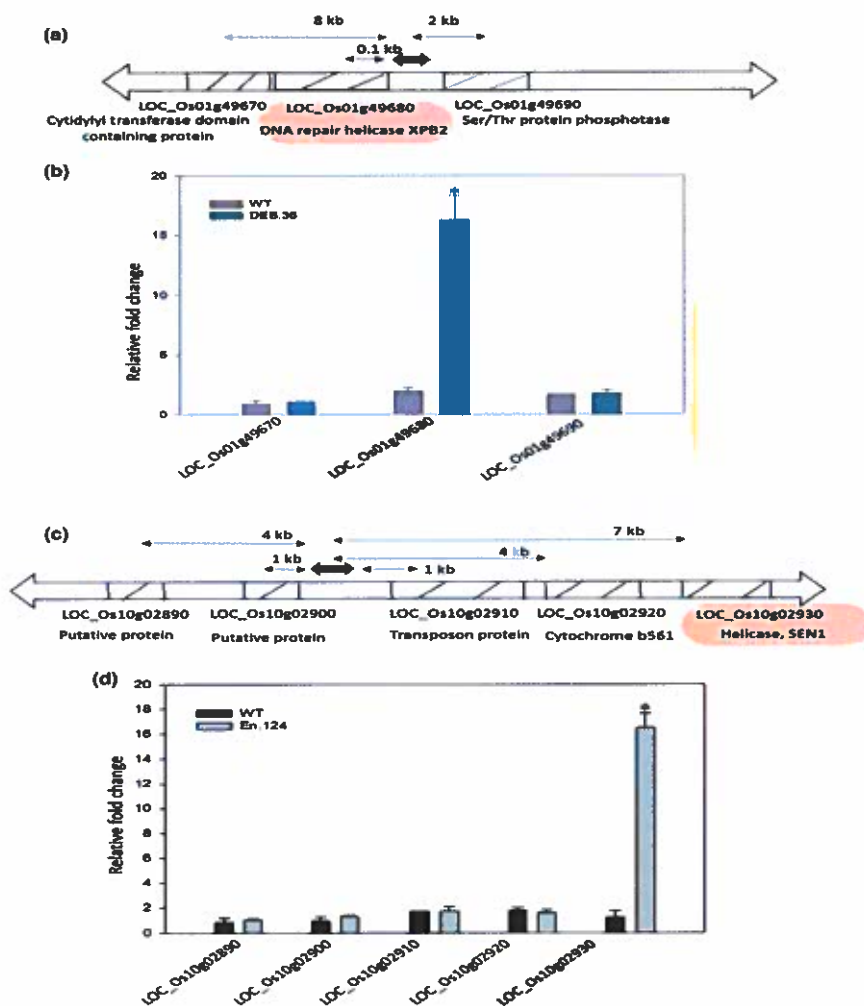 (a)
8 kb
2 kb
0.1 kb
LOC_Os01g49670
LOC_Os01g49680
LOC_Os01g49690
Cytidylyl transferase domain
containing protein
DNA repair helicase XPB2
Ser/Thr protein phosphotase
(b)
Relative fold change
20
15
10
5
0
WT
DEB.36
*
LOC_Os01g49670
LOC_Os01g49680
LOC_Os01g49690
(c)
4 kb
7 kb
4 kb
1 kb
1 kb
LOC_Os10g02890
LOC_Os10g02900
LOC_Os10g02910
LOC_Os10g02920
LOC_Os10g02930
Putative protein
Putative protein
Transposon protein
Cytochrome b561
Helicase, SEN1
(d)
Relative fold change
20
18
16
14
12
10
8
6
4
2
0
WT
En.124
*
LOC_Os10g02890
LOC_Os10g02900
LOC_Os10g02910
LOC_Os10g02920
LOC_Os10g02930